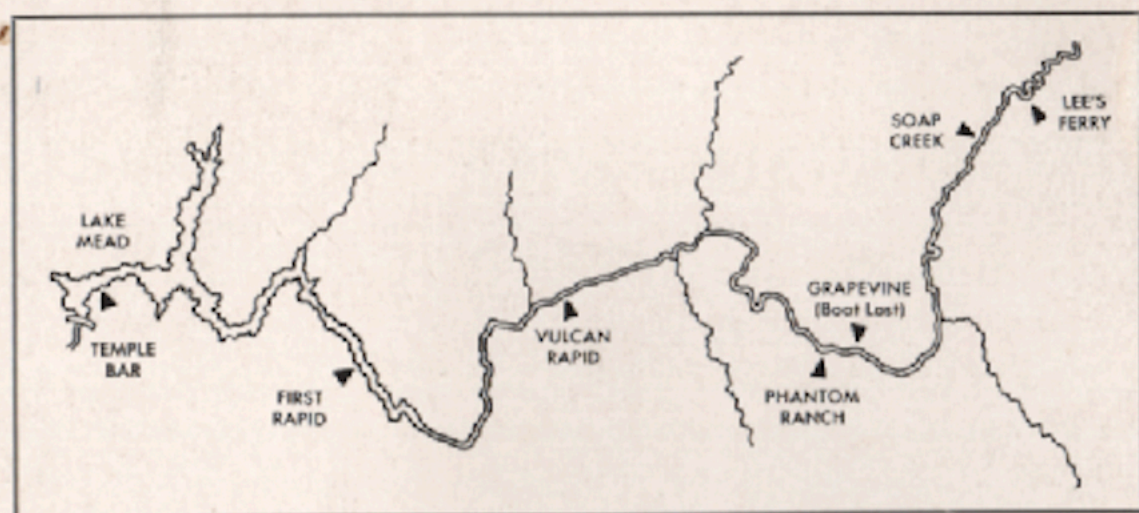 LAKE
MEAD
TEMPLE
BAR
FIRST
RAPID
VULCAN
RAPID
GRAPEVINE
(Boat Lost)
PHANTOM
RANCH
SOAP
CREEK
LEE'S
FERRY